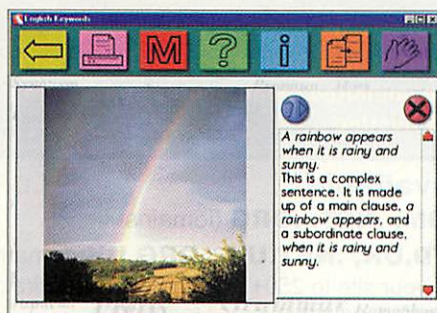 English Keywords
M
?
i
A rainbow appears
when it is rainy and
sunny.
This is a complex
sentence. It is made
up of a main clause, a
rainbow appears, and
a subordinate clause,
when it is rainy and
sunny.